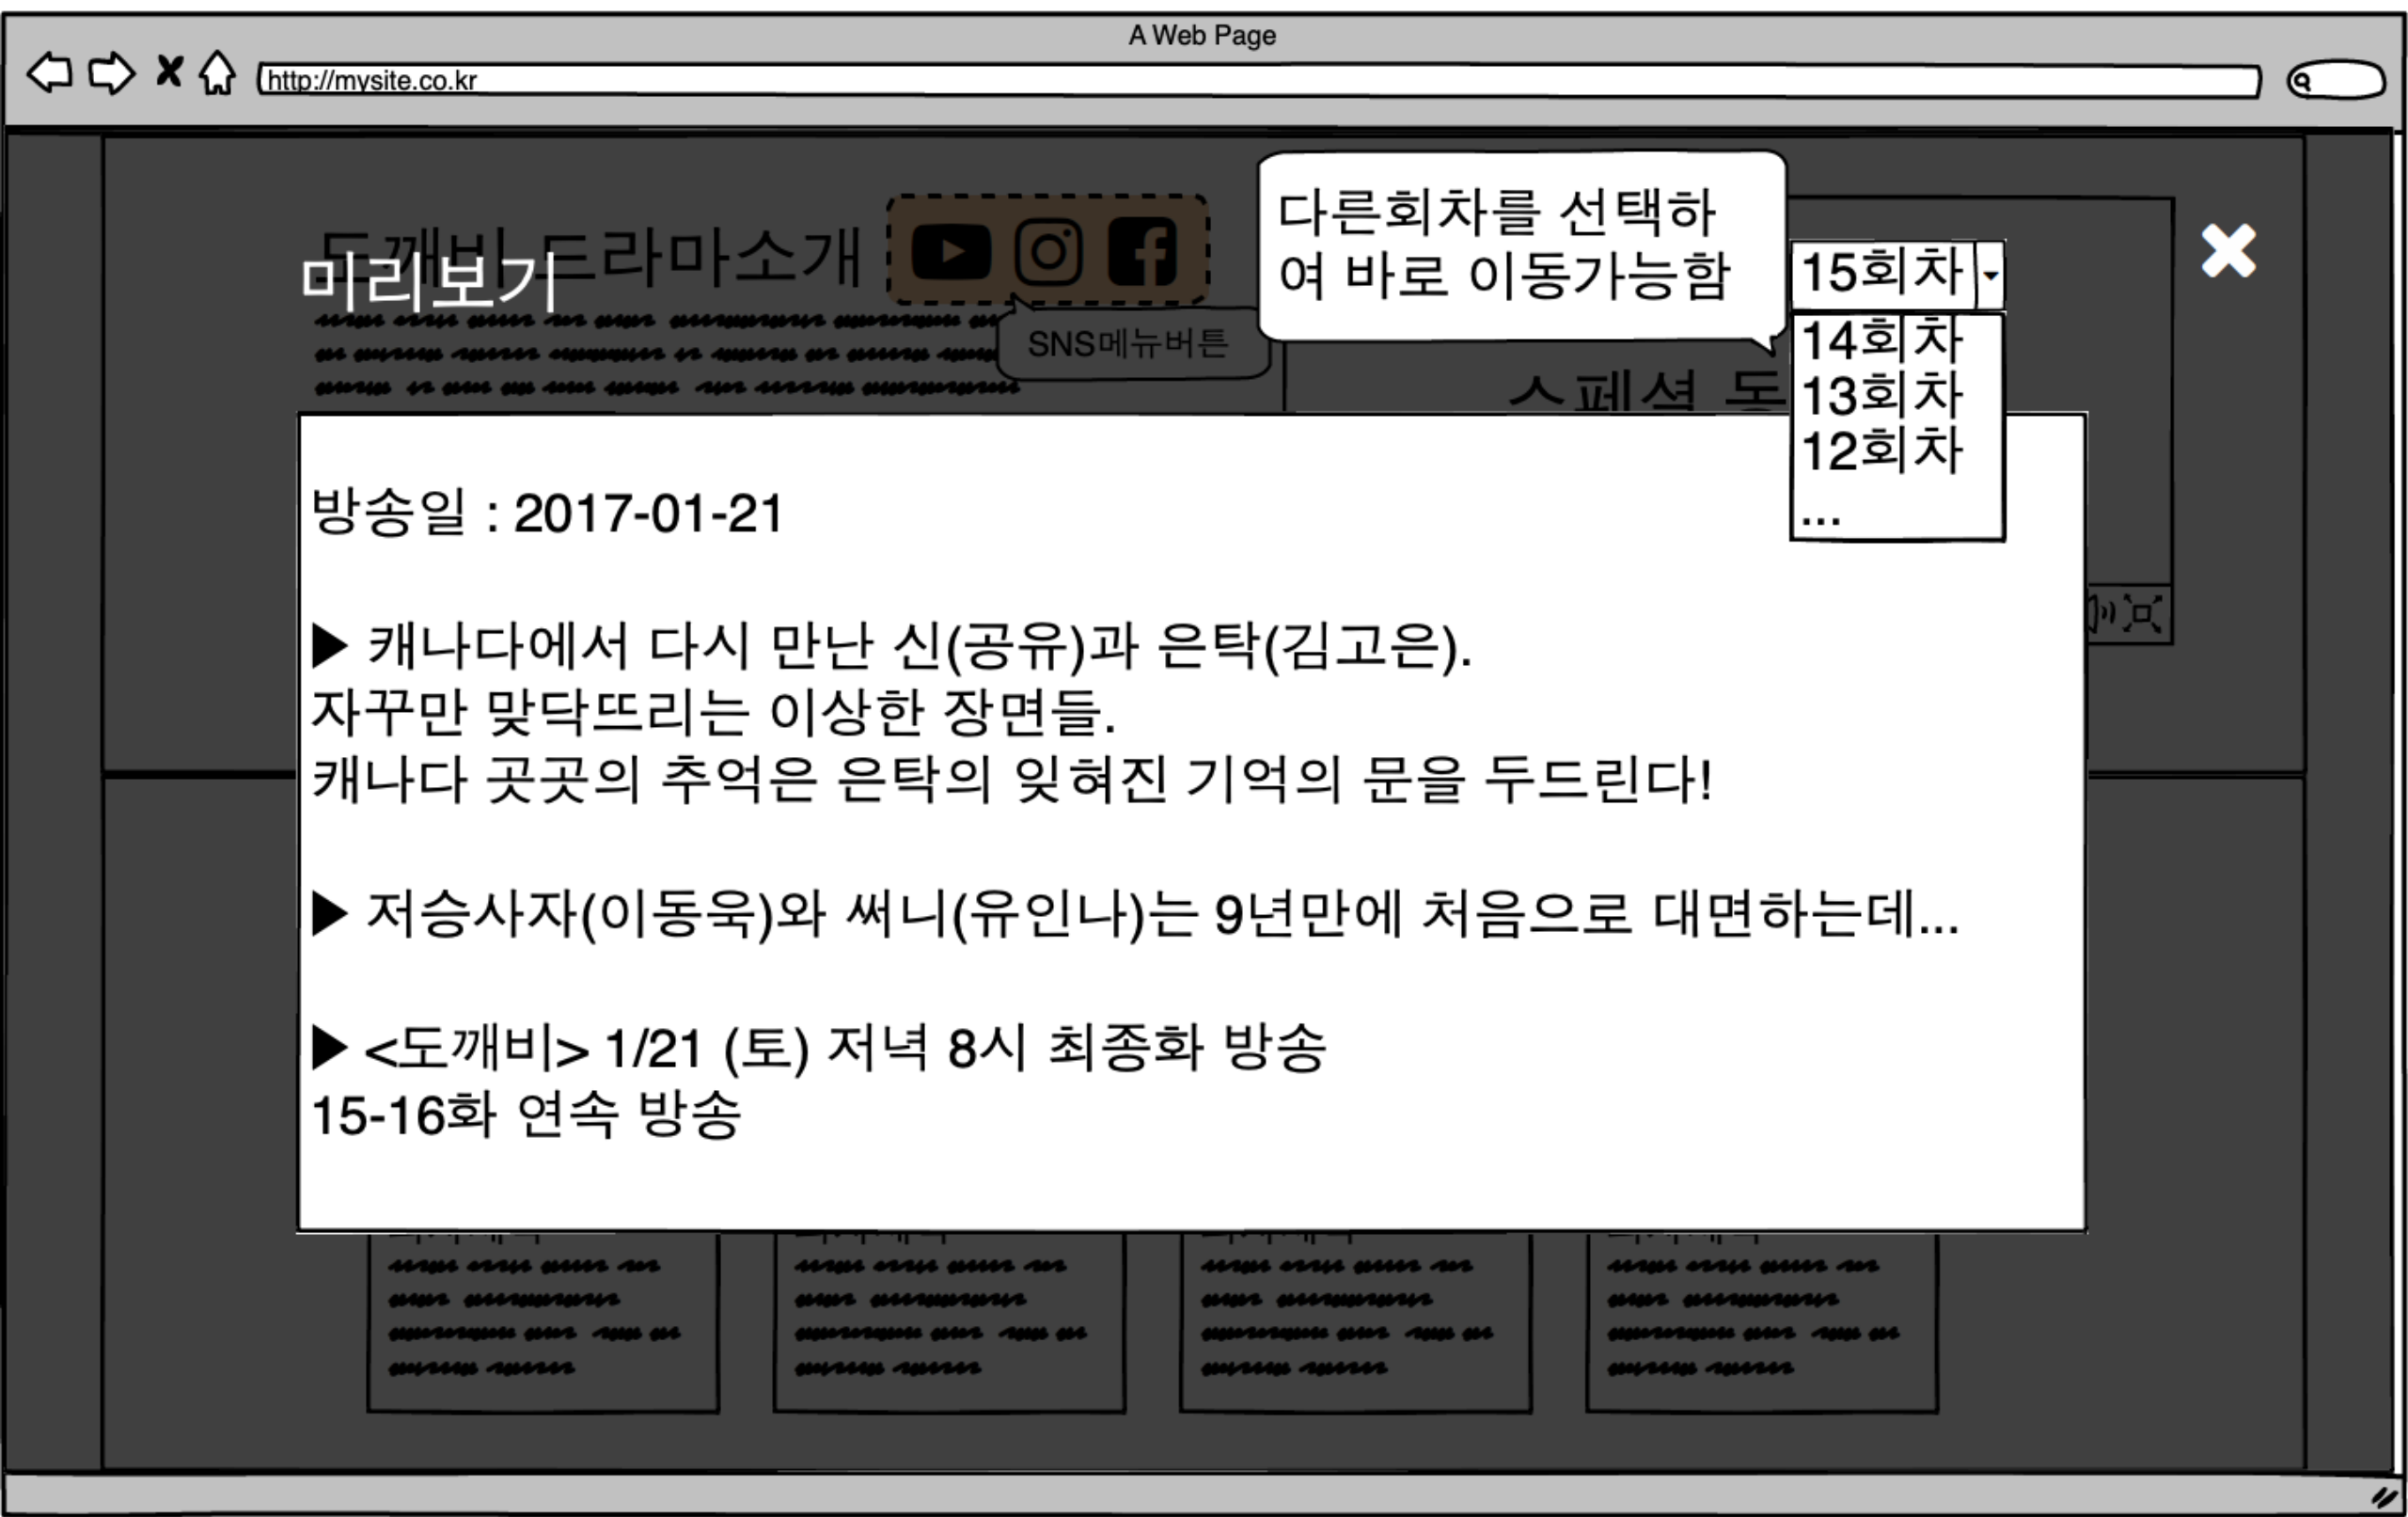 A Web Page
http://mysite.co.kr
도깨비 드라마소개
미리보기
SNS메뉴버튼
다른회차를 선택하
여 바로 이동가능함
15회차
14회차
13회차
12회차
...
스페셜 동
방송일 : 2017-01-21
▶ 캐나다에서 다시 만난 신(공유)과 은탁(김고은).
자꾸만 맞닥뜨리는 이상한 장면들.
캐나다 곳곳의 추억은 은탁의 잊혀진 기억의 문을 두드린다!
▶ 저승사자(이동욱)와 써니(유인나)는 9년만에 처음으로 대면하는데...
▶ <도깨비> 1/21 (토) 저녁 8시 최종화 방송
15-16화 연속 방송